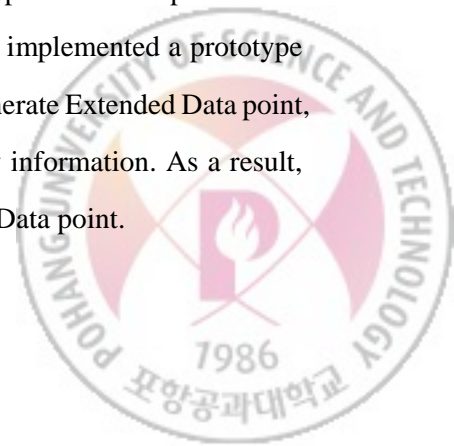 implemented a prototype
nerate Extended Data point,
information. As a result,
Data point.
POHANG UNIVERSITY OF SCIENCE AND TECHNOLOGY
1986
포항공과대학교